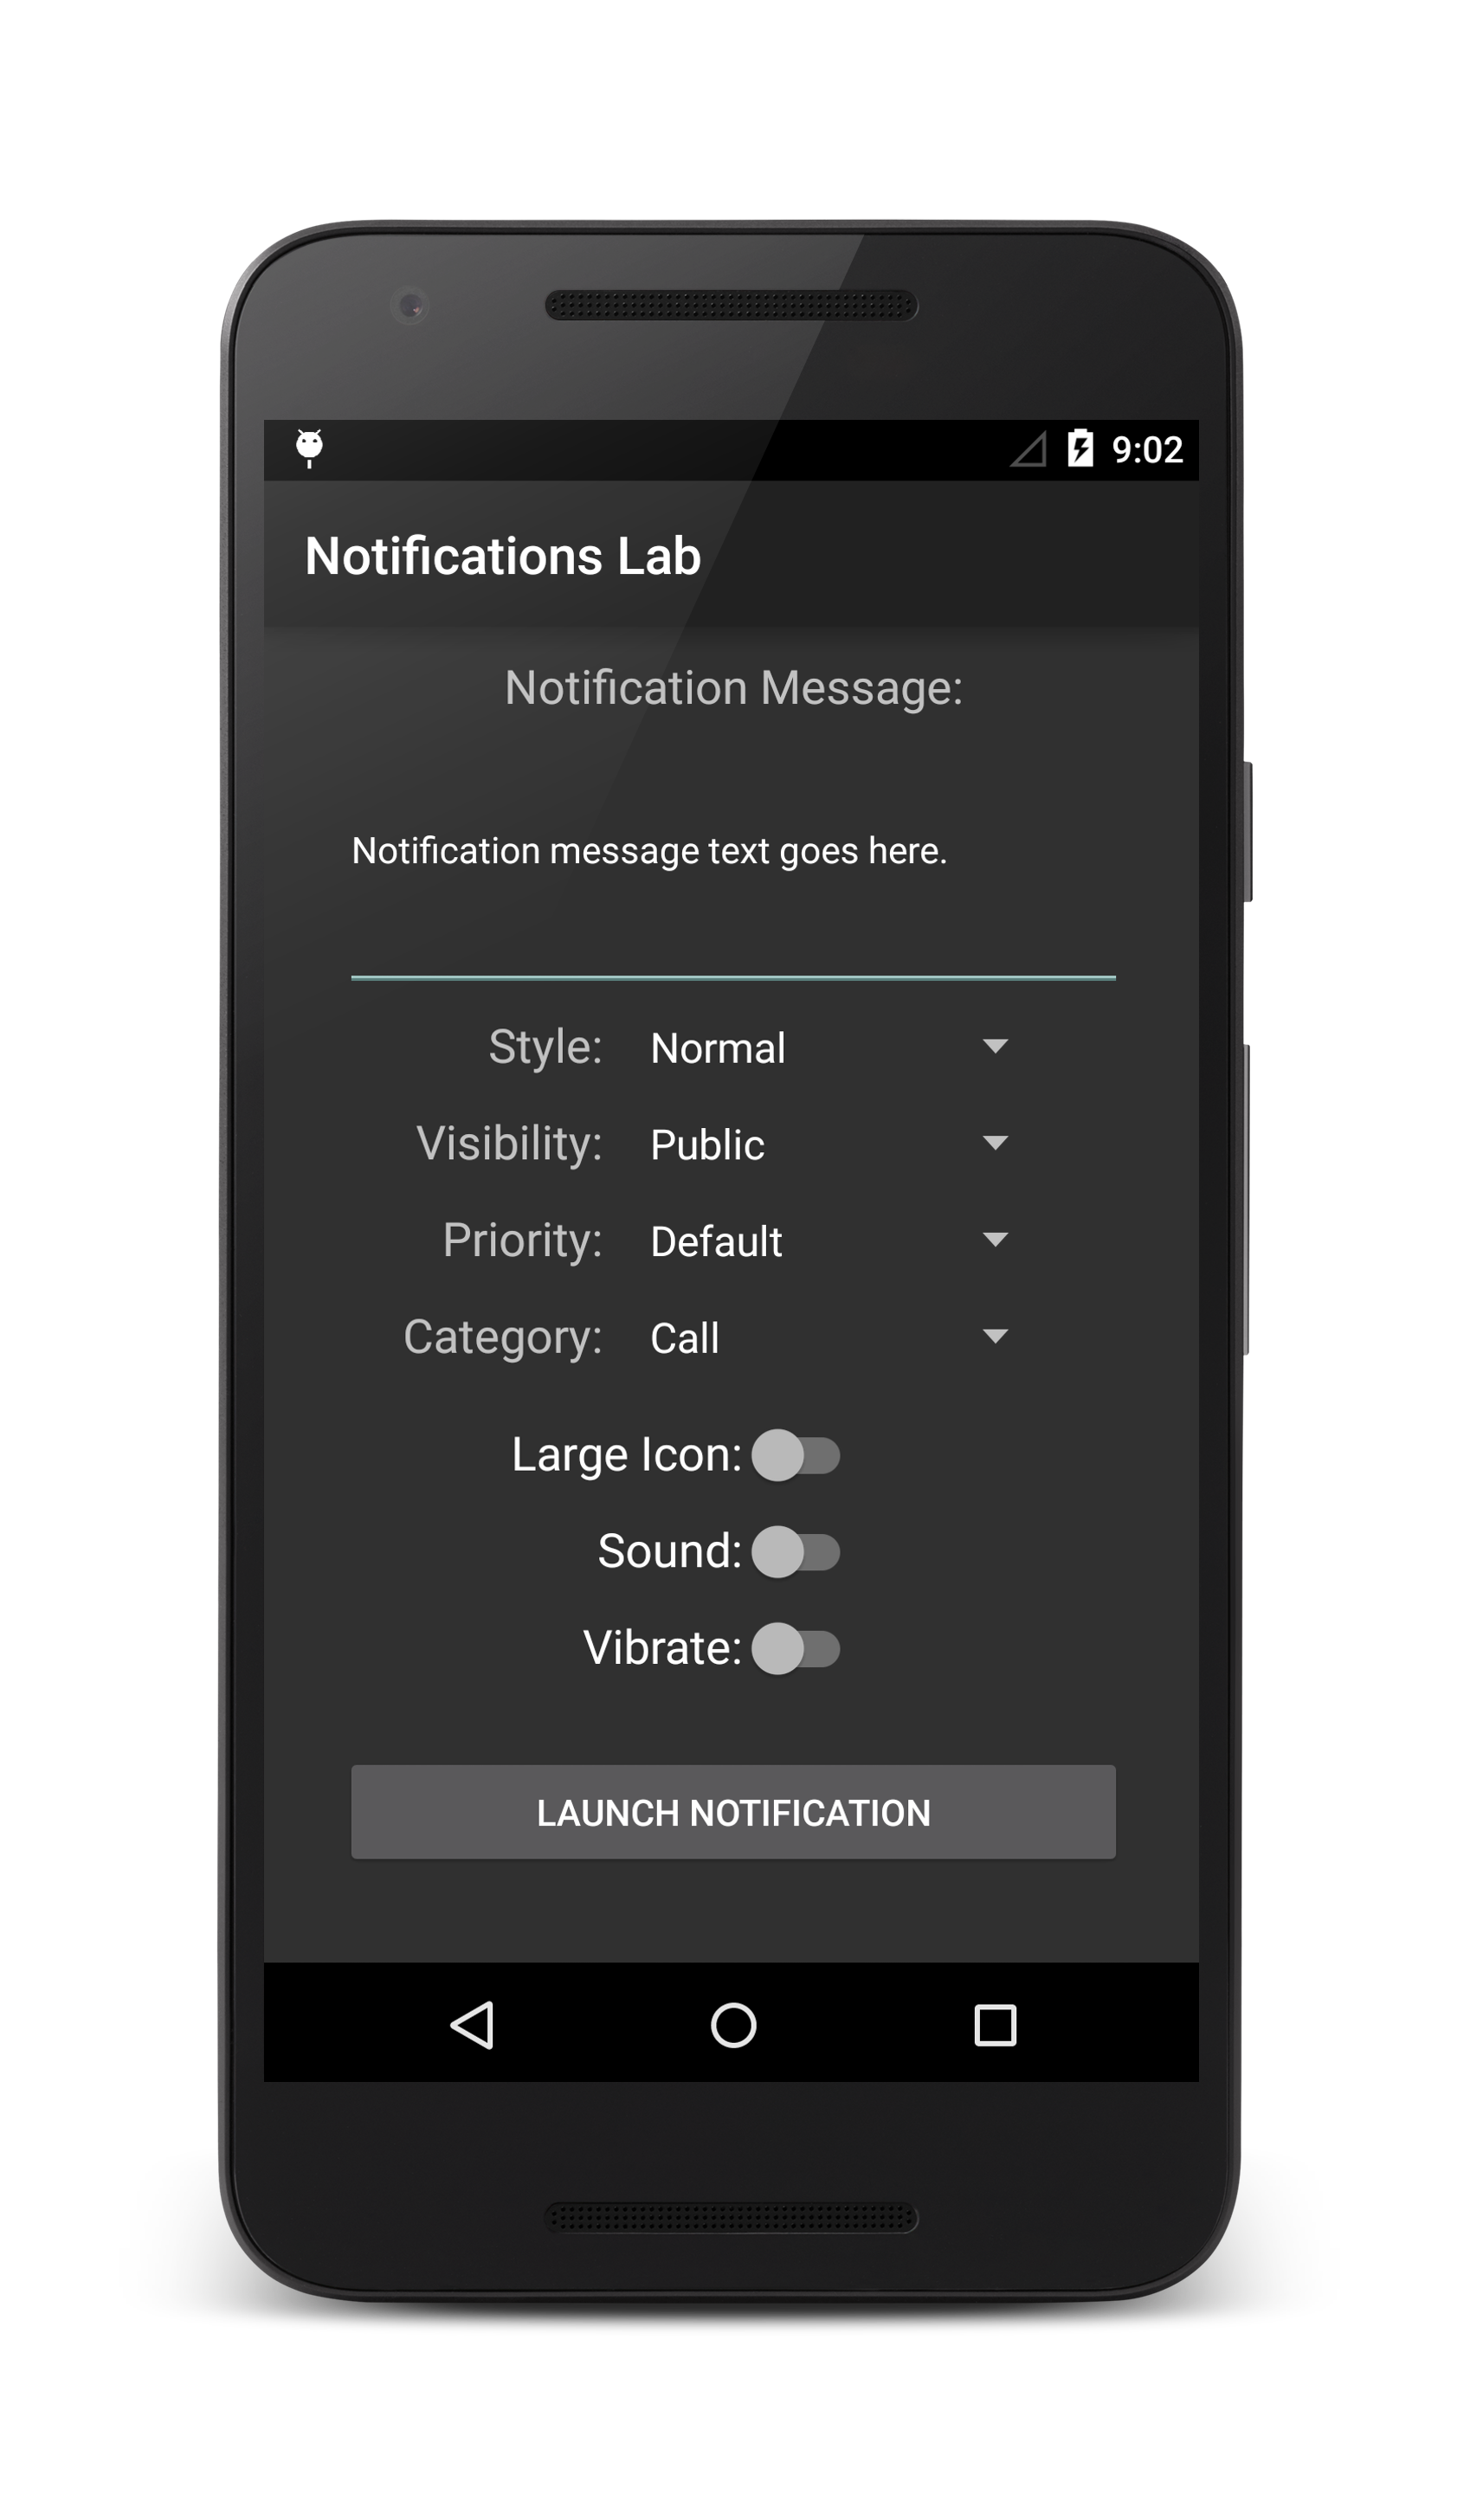 9:02
Notifications Lab
Notification Message:
Notification message text goes here.
Style: Normal
Visibility: Public
Priority: Default
Category: Call
Large Icon:
Sound:
Vibrate:
LAUNCH NOTIFICATION